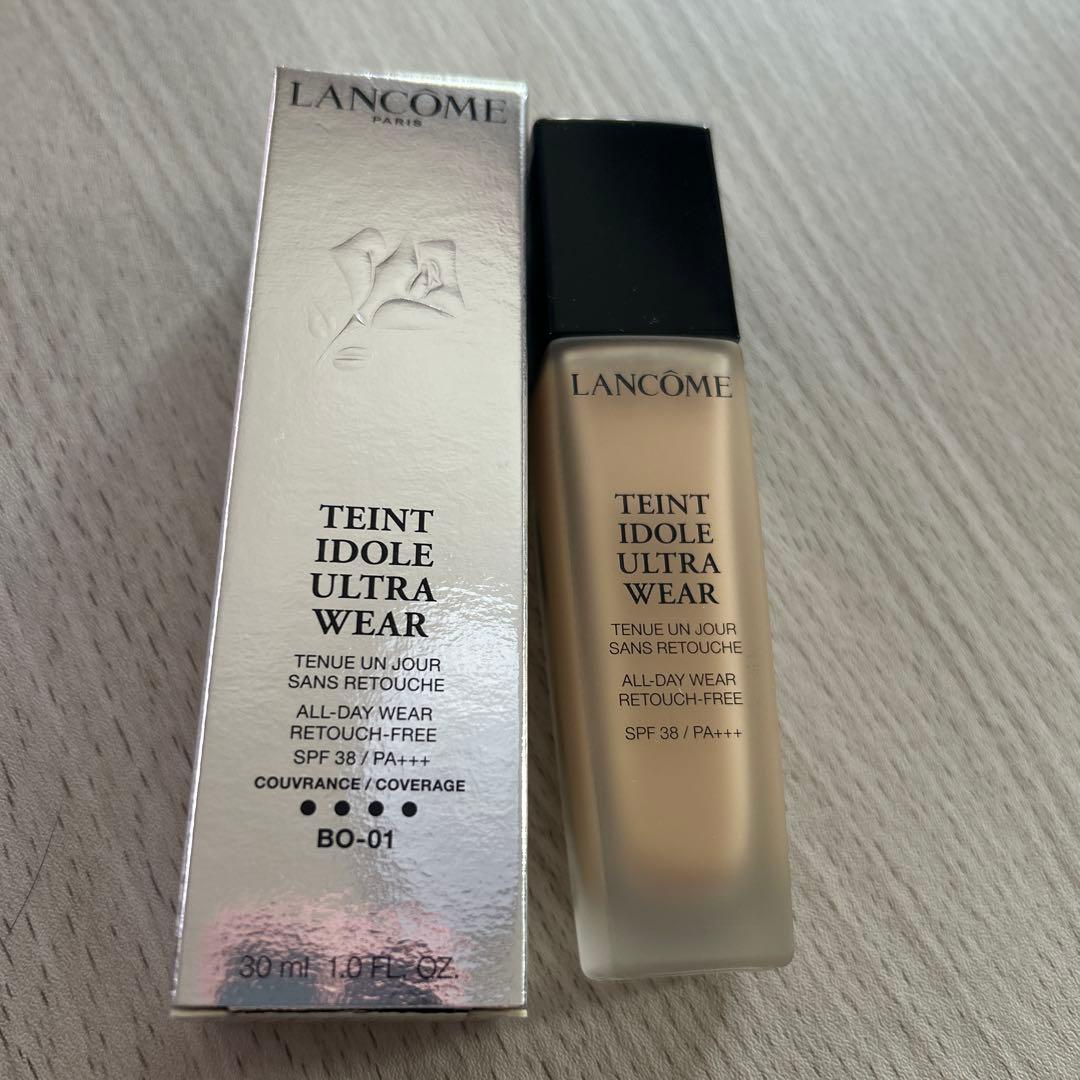 LANCÔME
PARIS
TEINT
IDOLE
ULTRA
WEAR
TENUE UN JOUR
SANS RETOUCHE
ALL-DAY WEAR
RETOUCH-FREE
SPF 38 / PA+++
COUVRANCE / COVERAGE
BO-01
30 ml 1.0 FL. OZ.
LANCÔME
TEINT
IDOLE
ULTRA
WEAR
TENUE UN JOUR
SANS RETOUCHE
ALL-DAY WEAR
RETOUCH-FREE
SPF 38 / PA+++